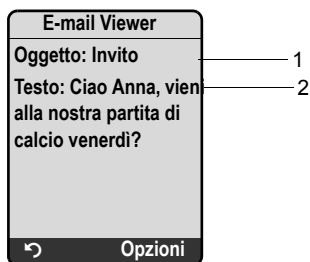 E-mail Viewer
Oggetto: Invito
1
Testo: Ciao Anna, vieni
2
alla nostra partita di
calcio venerdì?
Opzioni